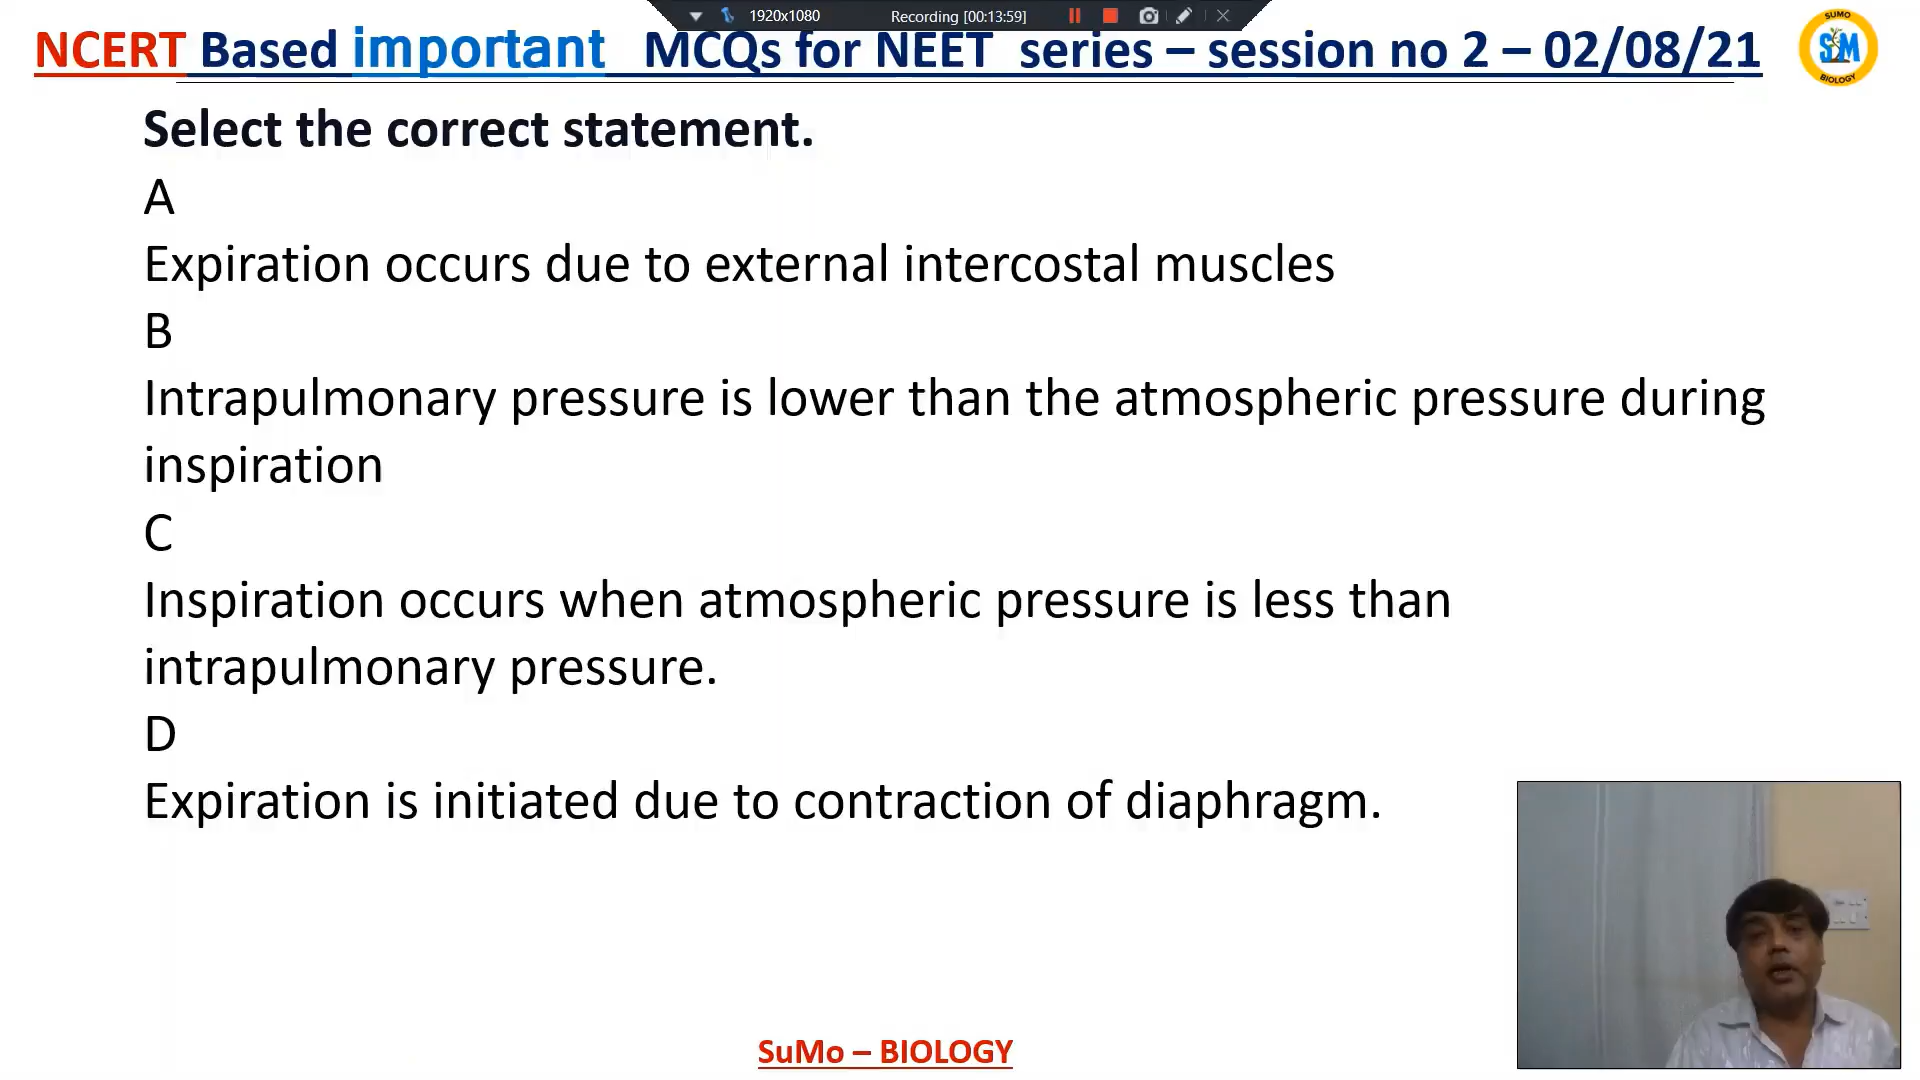 1920x1080 Recording [00:13:59]
NCERT Based important MCQs for NEET series – session no 2 – 02/08/21
SUMO
SM
BIOLOGY
Select the correct statement.
A
Expiration occurs due to external intercostal muscles
B
Intrapulmonary pressure is lower than the atmospheric pressure during
inspiration
C
Inspiration occurs when atmospheric pressure is less than
intrapulmonary pressure.
D
Expiration is initiated due to contraction of diaphragm.
SuMo – BIOLOGY